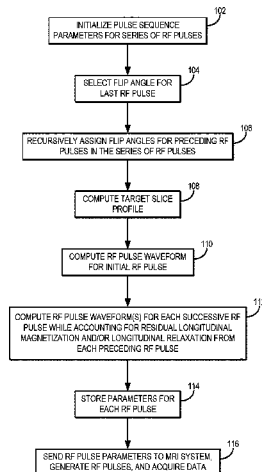 102
INITIALIZE PULSE SEQUENCE
PARAMETERS FOR SERIES OF RF PULSES
104
SELECT FLIP ANGLE FOR
LAST RF PULSE
106
RECURSIVELY ASSIGN FLIP ANGLES FOR PRECEDING RF
PULSES IN THE SERIES OF RF PULSES
108
COMPUTE TARGET SLICE
PROFILE
110
COMPUTE RF PULSE WAVEFORM
FOR INITIAL RF PULSE
COMPUTE RF PULSE WAVEFORM(S) FOR EACH SUCCESSIVE RF
PULSE WHILE ACCOUNTING FOR RESIDUAL LONGITUDINAL
MAGNETIZATION AND/OR LONGITUDINAL RELAXATION FROM
EACH PRECEDING RF PULSE
114
STORE PARAMETERS FOR
EACH RF PULSE
116
SEND RF PULSE PARAMETERS TO MRI SYSTEM,
GENERATE RF PULSES, AND ACQUIRE DATA